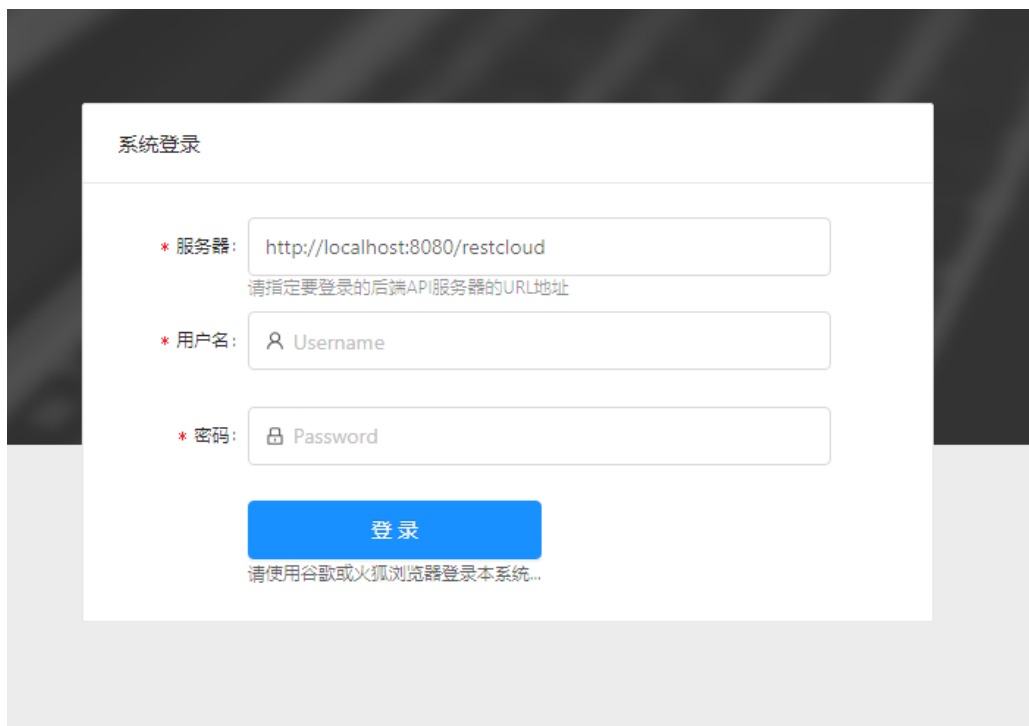 系统登录
* 服务器: http://localhost:8080/restcloud
请指定要登录的后端API服务器的URL地址
* 用户名: Username
* 密码: Password
登录
请使用谷歌或火狐浏览器登录本系统...